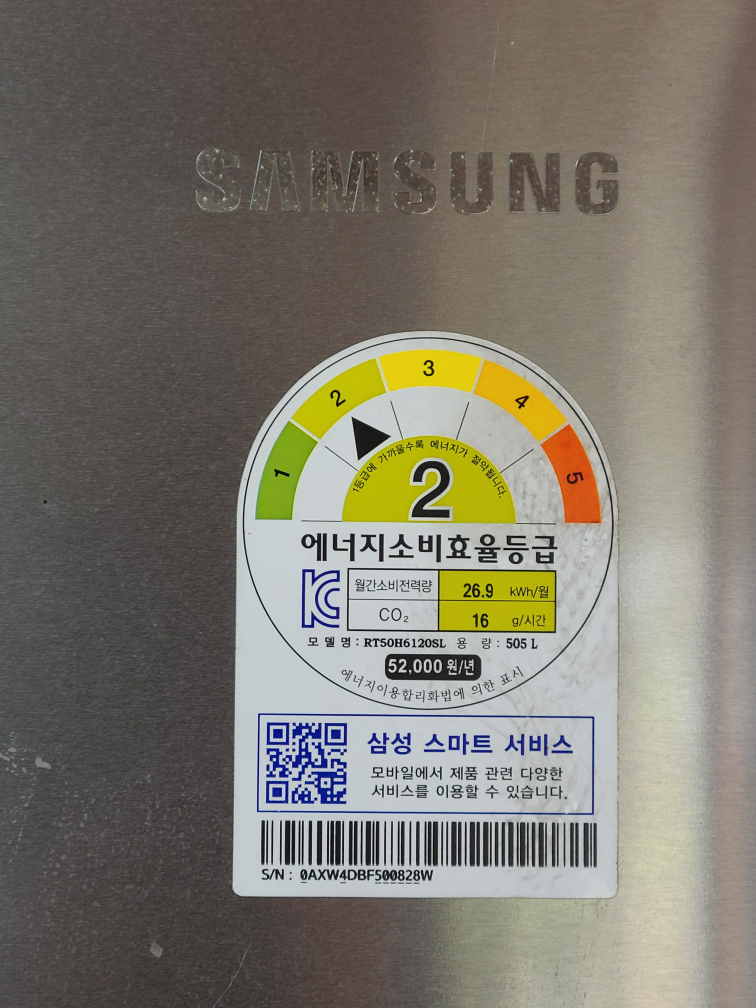 SAMSUNG
1 2 3 4 5
1등급에 가까울수록 에너지가 절약됩니다.
2
에너지소비효율등급
월간소비전력량 26.9 kWh/월
CO₂ 16 g/시간
모 델 명 : RT50H6120SL 용 량 : 505 L
52,000 원/년
에너지이용합리화법에 의한 표시
삼성 스마트 서비스
모바일에서 제품 관련 다양한
서비스를 이용할 수 있습니다.
S/N : 0AXW4DBF500828W